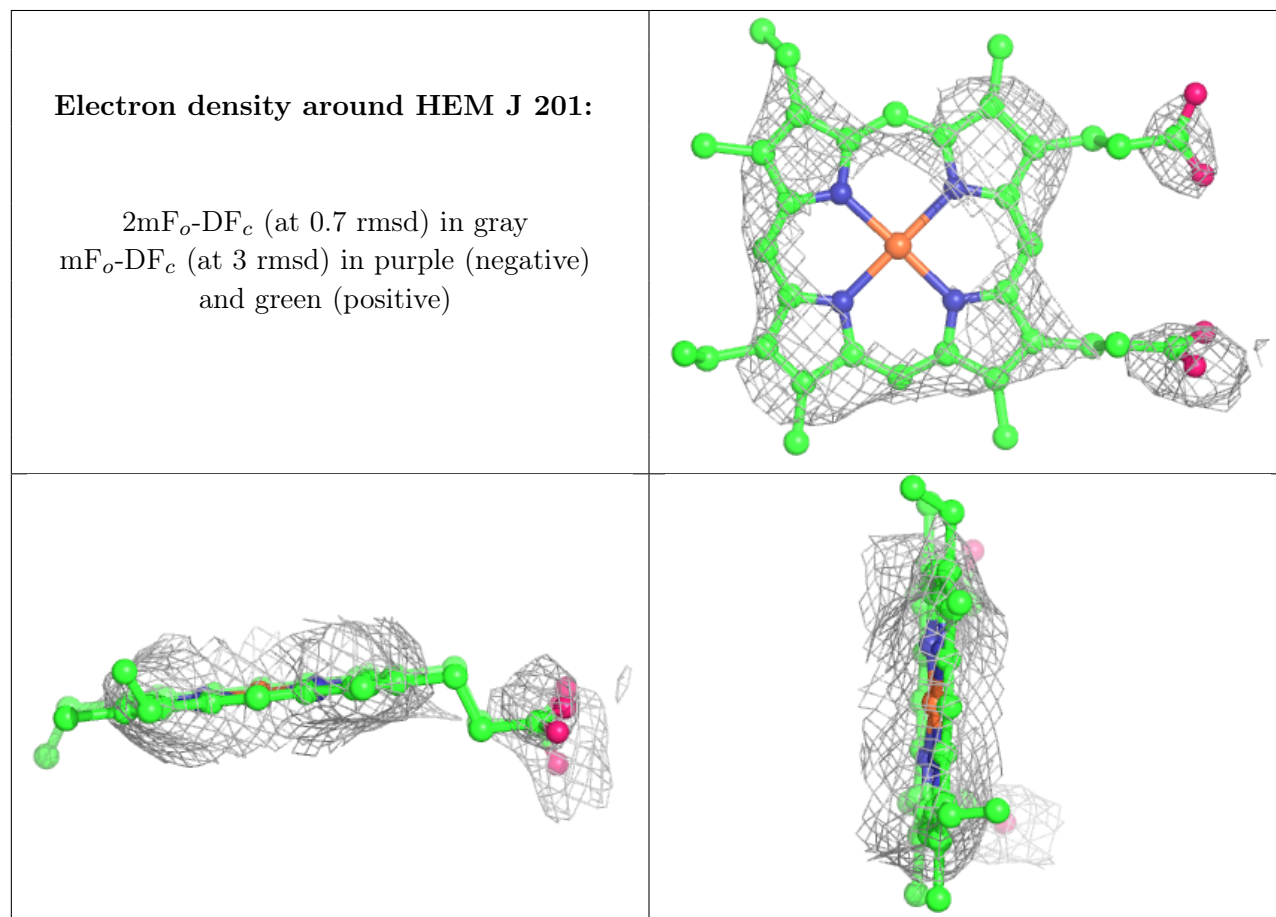 Electron density around HEM J 201:
2mFo-DFc (at 0.7 rmsd) in gray
mFo-DFc (at 3 rmsd) in purple (negative)
and green (positive)